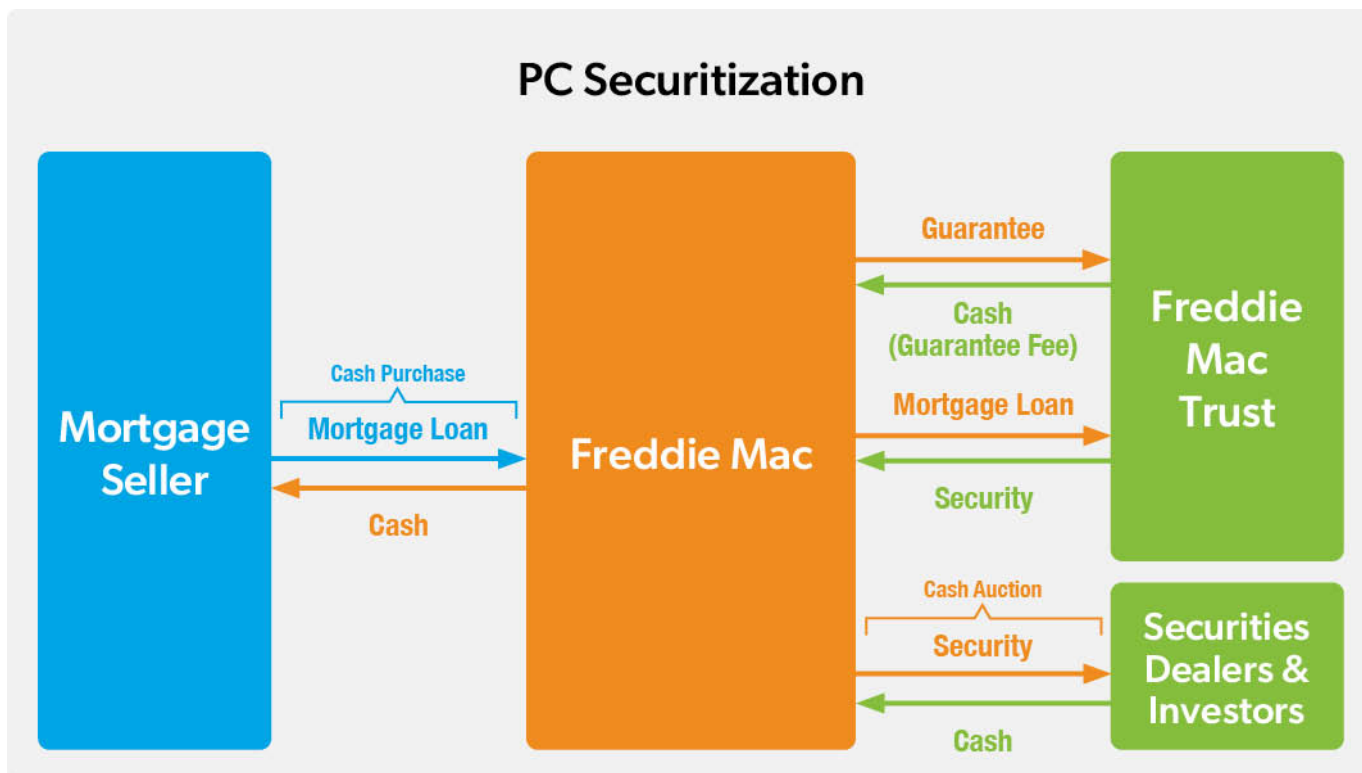 PC Securitization
Mortgage
Seller
Cash Purchase
Mortgage Loan
Cash
Freddie Mac
Guarantee
Cash
(Guarantee Fee)
Mortgage Loan
Security
Cash Auction
Security
Cash
Freddie
Mac
Trust
Securities
Dealers &
Investors